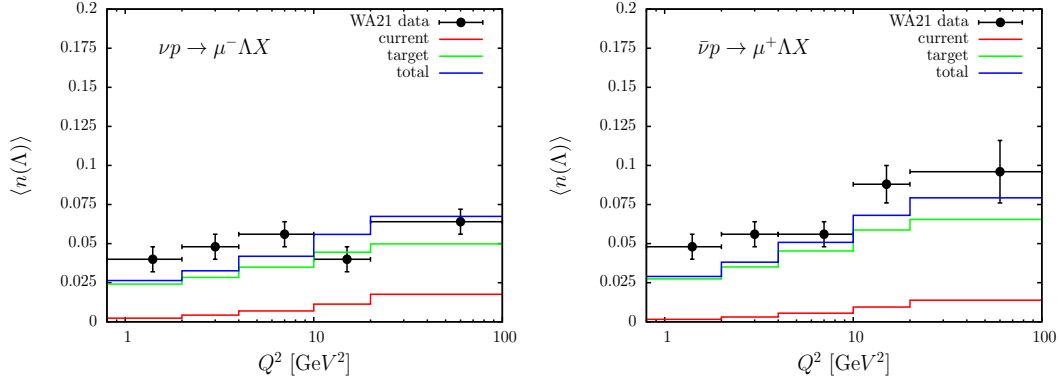 0.2
0.175
0.15
0.125
0.1
0.075
0.05
0.025
0
1 10 100
⟨n(Λ)⟩
Q² [GeV²]
νp → μ⁻ΛX
WA21 data
current
target
total
0.2
0.175
0.15
0.125
0.1
0.075
0.05
0.025
0
1 10 100
⟨n(Λ)⟩
Q² [GeV²]
ν̄p → μ⁺ΛX
WA21 data
current
target
total